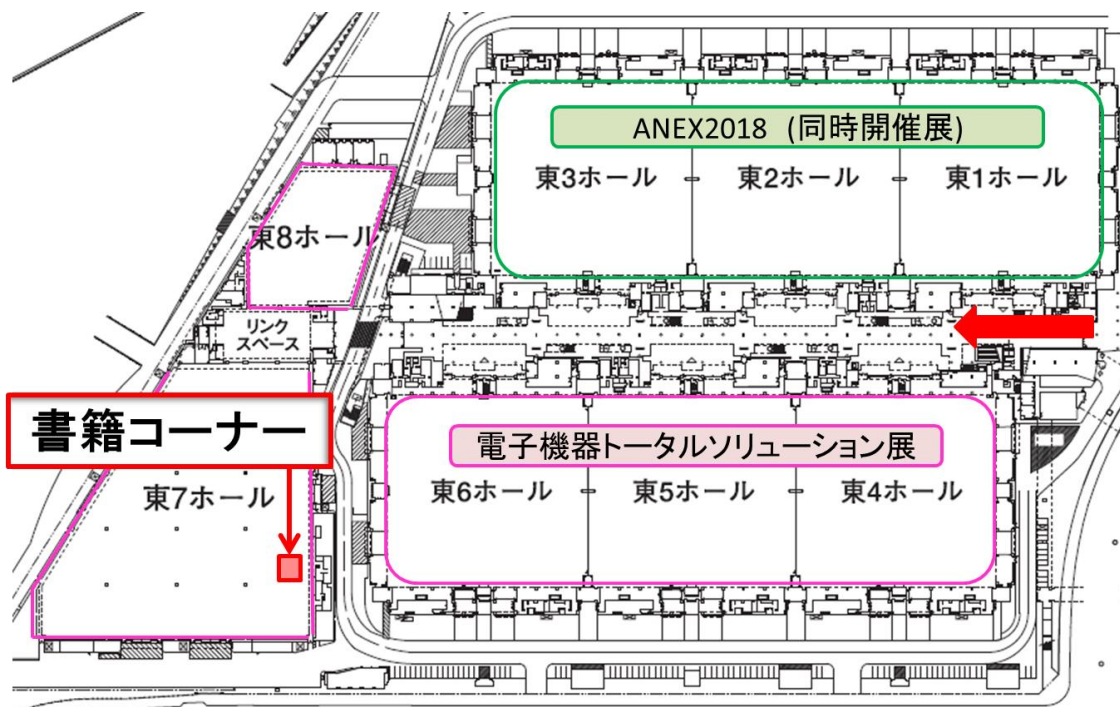 ANEX2018 (同時開催展)
東3ホール
東2ホール
東1ホール
東8ホール
リンク
スペース
書籍コーナー
電子機器トータルソリューション展
東7ホール
東6ホール
東5ホール
東4ホール